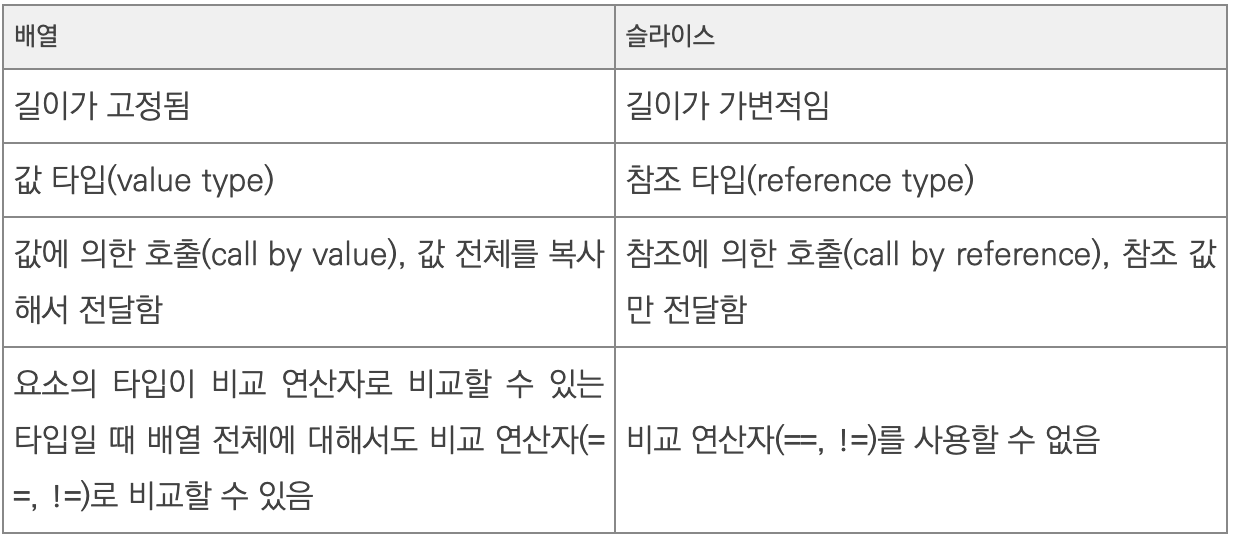 배열
슬라이스
길이가 고정됨
길이가 가변적임
값 타입(value type)
참조 타입(reference type)
값에 의한 호출(call by value), 값 전체를 복사
해서 전달함
참조에 의한 호출(call by reference), 참조 값
만 전달함
요소의 타입이 비교 연산자로 비교할 수 있는
타입일 때 배열 전체에 대해서도 비교 연산자(=
=, !=)로 비교할 수 있음
비교 연산자(==, !=)를 사용할 수 없음